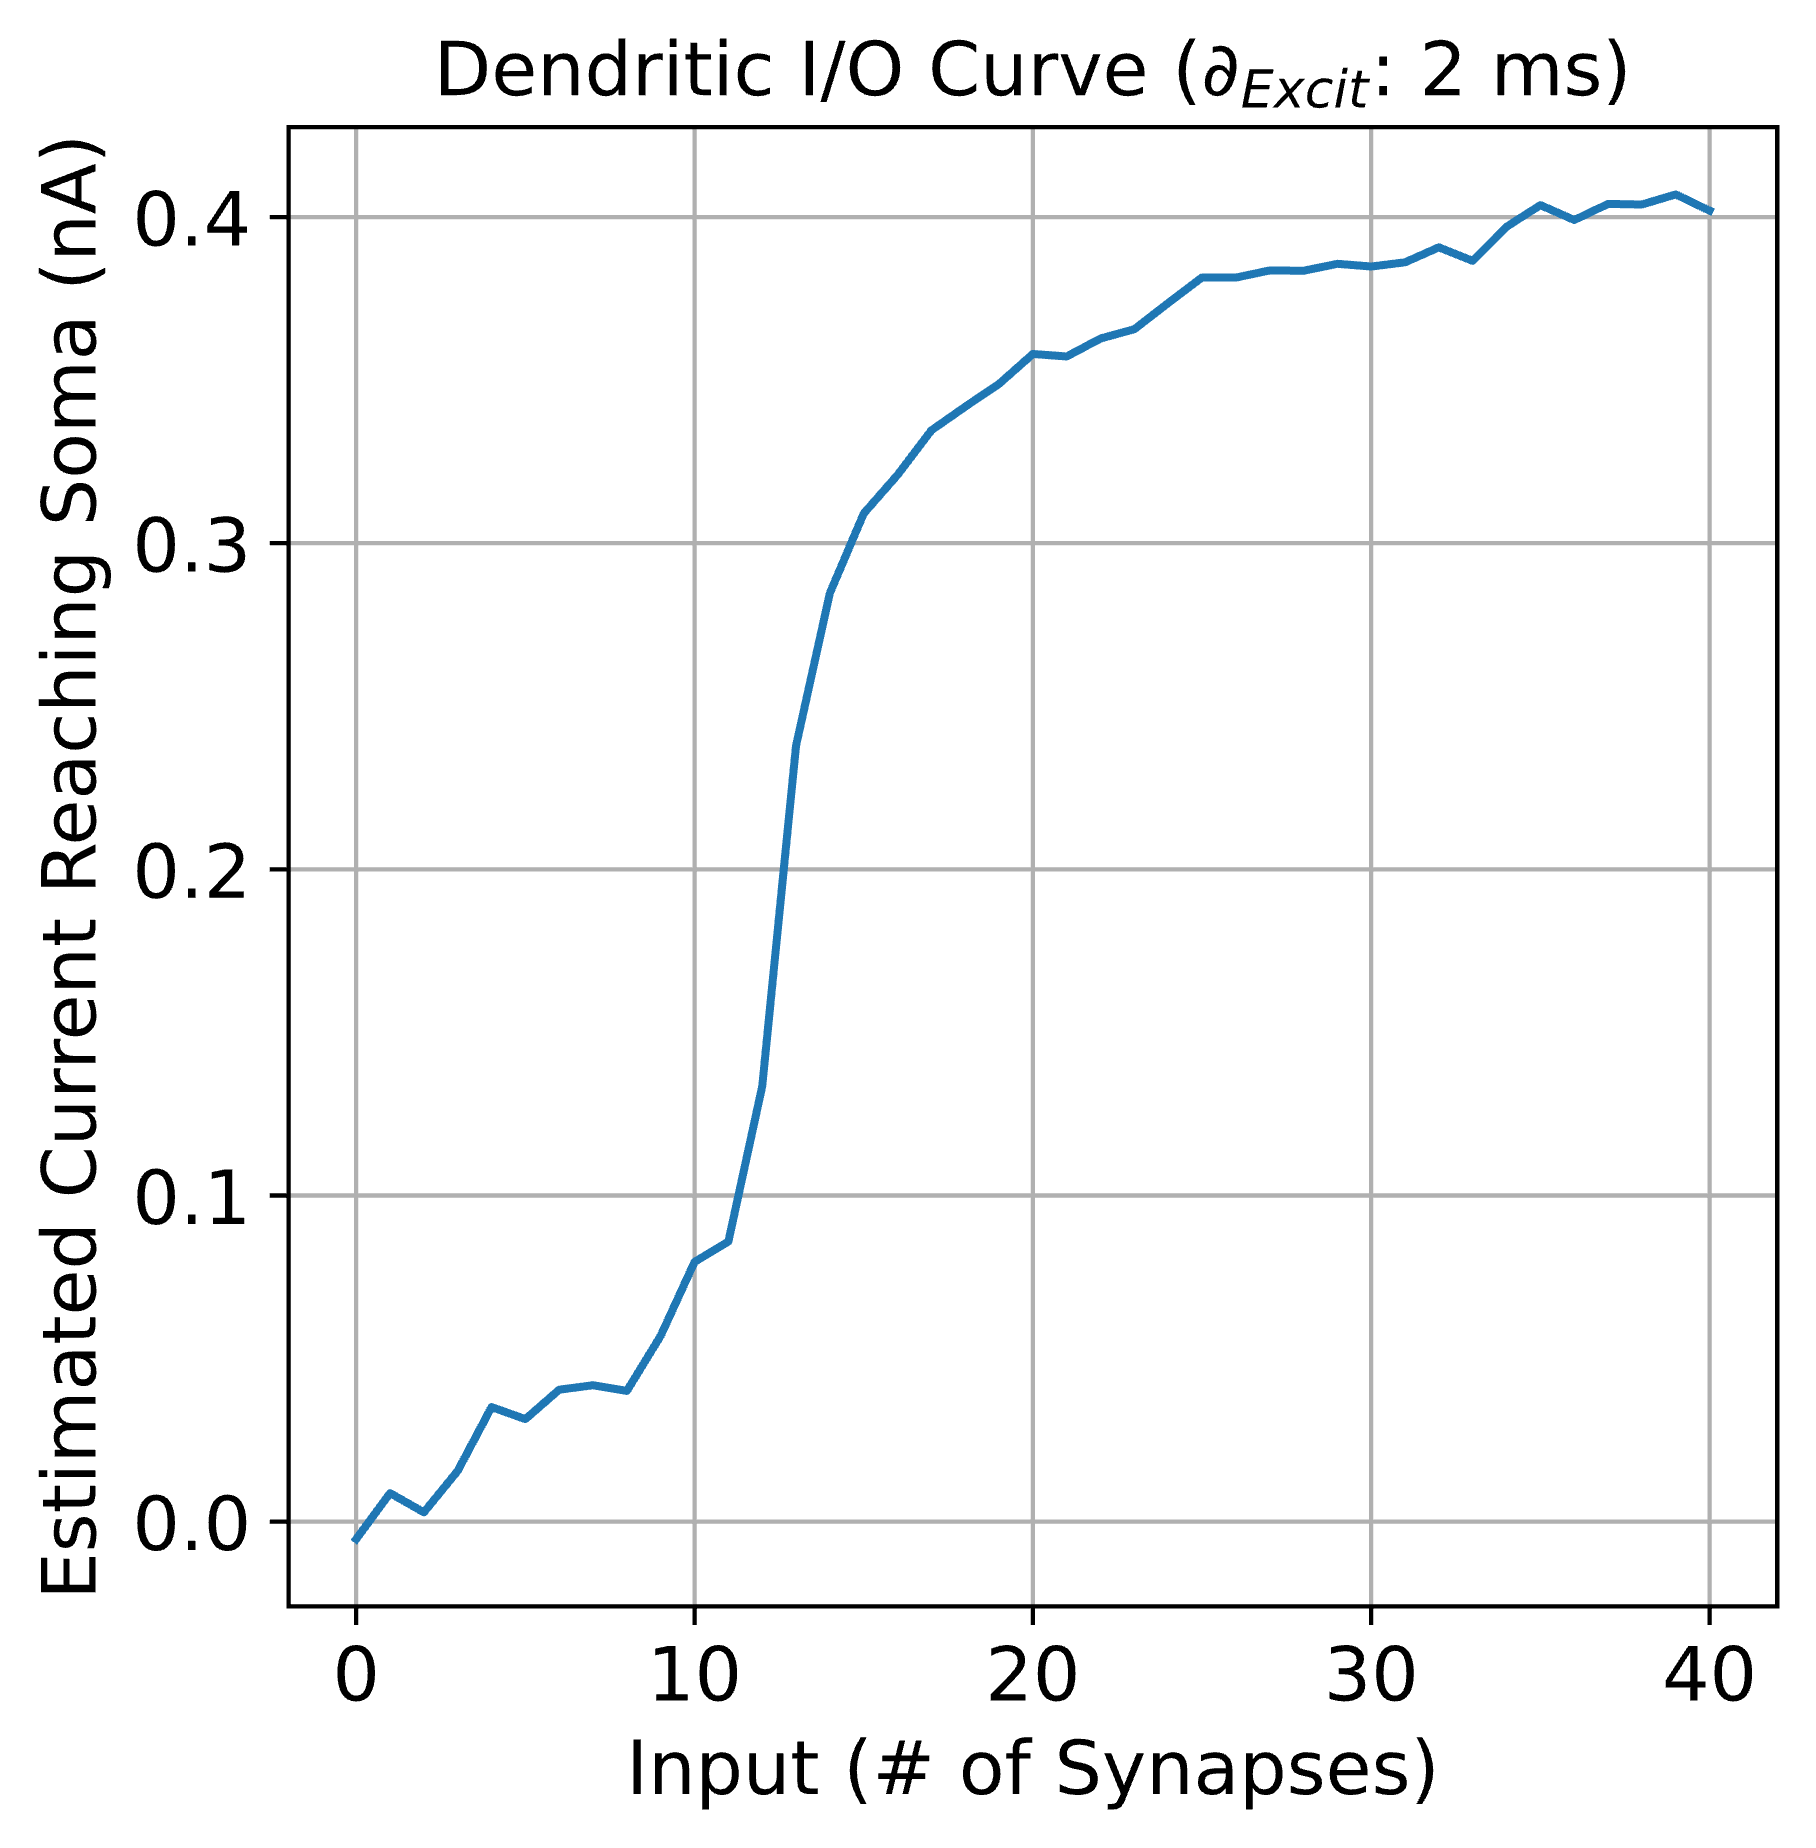 Dendritic I/O Curve (∂Excit: 2 ms)
Estimated Current Reaching Soma (nA)
0.4
0.3
0.2
0.1
0.0
0 10 20 30 40
Input (# of Synapses)